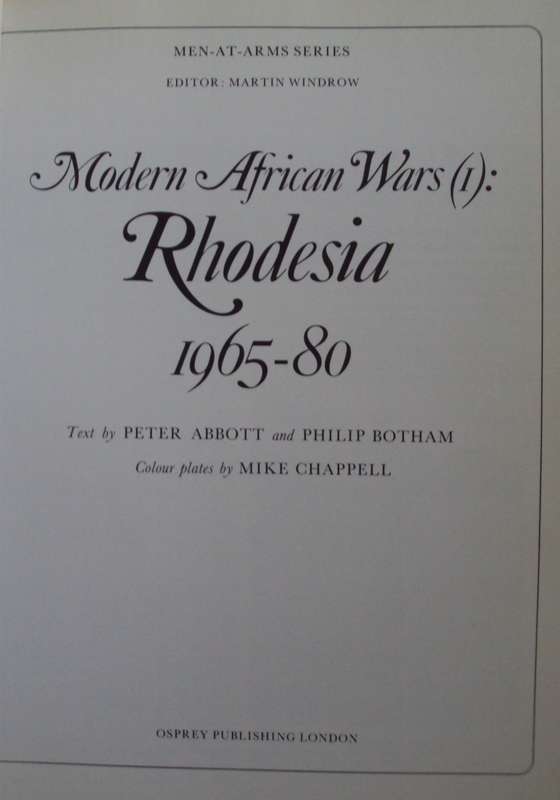 MEN-AT-ARMS SERIES
EDITOR: MARTIN WINDROW
Modern African Wars (1):
Rhodesia
1965-80
Text by PETER ABBOTT and PHILIP BOTHAM
Colour plates by MIKE CHAPPELL
OSPREY PUBLISHING LONDON